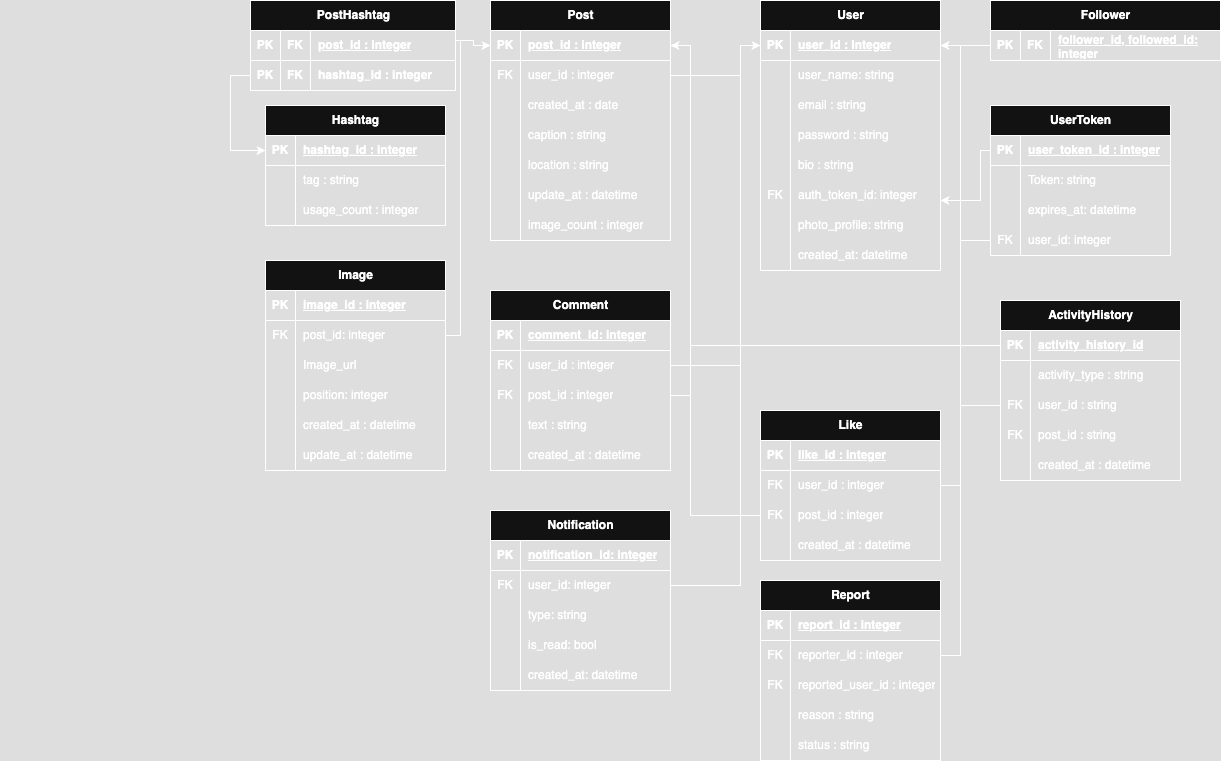 PostHashtag
PK FK post_id : integer
PK FK hashtag_id : integer
Hashtag
PK hashtag_id : integer
tag : string
usage_count : integer
Image
PK image_id : integer
FK post_id: integer
Image_url
position: integer
created_at : datetime
update_at : datetime
Post
PK post_id : integer
FK user_id : integer
created_at : date
caption : string
location : string
update_at : datetime
image_count : integer
Comment
PK comment_id: integer
FK user_id : integer
FK post_id : integer
text : string
created_at : datetime
Notification
PK notification_id: integer
FK user_id: integer
type: string
is_read: bool
created_at: datetime
User
PK user_id : integer
user_name: string
email : string
password : string
bio : string
FK auth_token_id: integer
photo_profile: string
created_at: datetime
Like
PK like_id : integer
FK user_id : integer
FK post_id : integer
created_at : datetime
Report
PK report_id : integer
FK reporter_id : integer
FK reported_user_id : integer
reason : string
status : string
Follower
PK FK follower_id, followed_id:
integer
UserToken
PK user_token_id : integer
Token: string
expires_at: datetime
FK user_id: integer
ActivityHistory
PK activity_history_id
activity_type : string
FK user_id : string
FK post_id : string
created_at : datetime